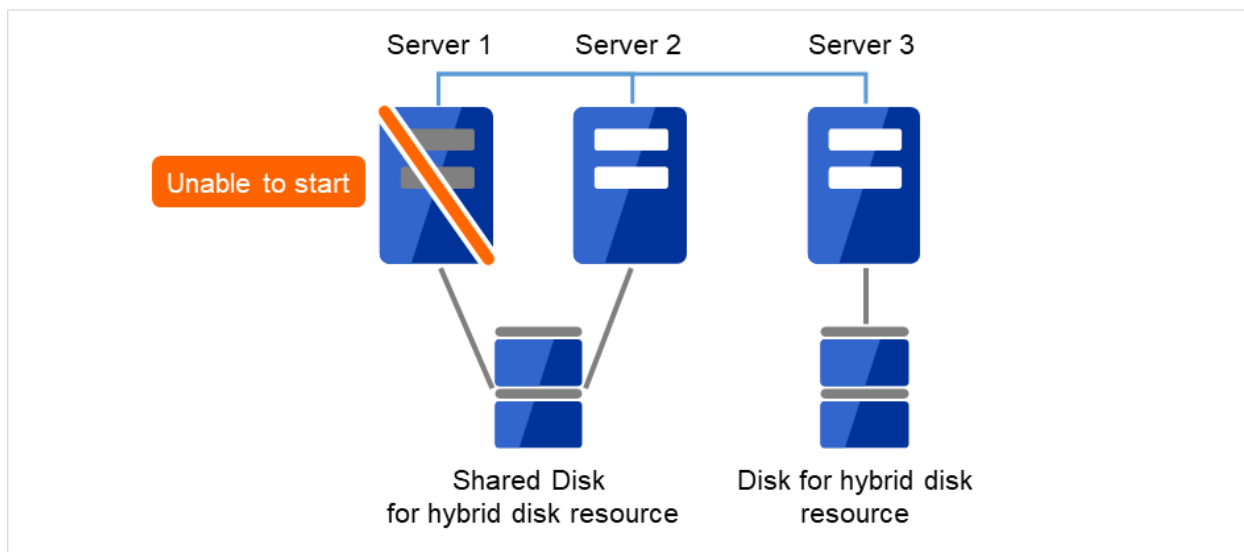 Server 1
Server 2
Server 3
Unable to start
Shared Disk
for hybrid disk resource
Disk for hybrid disk
resource